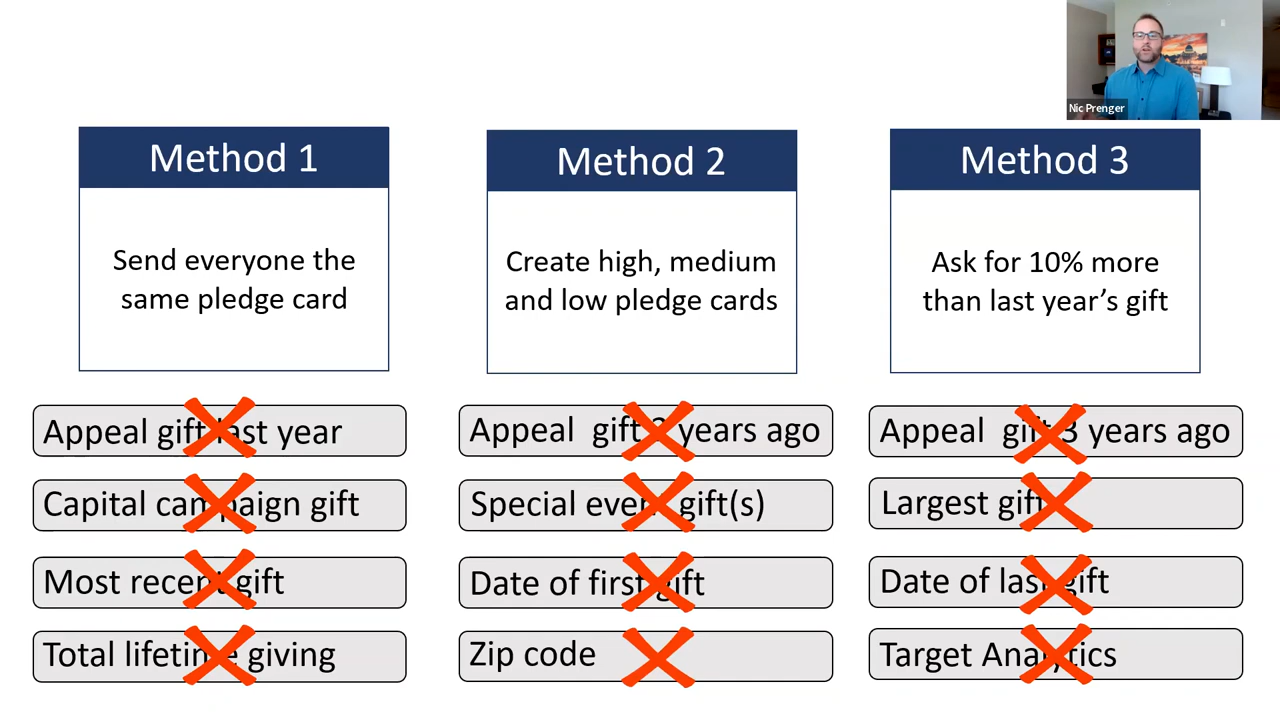 Nic Prenger
Method 1
Send everyone the
same pledge card
Method 2
Create high, medium
and low pledge cards
Method 3
Ask for 10% more
than last year’s gift
Appeal gift last year
Appeal gift 2 years ago
Appeal gift 3 years ago
Capital campaign gift
Special event gift(s)
Largest gift
Most recent gift
Date of first gift
Date of last gift
Total lifetime giving
Zip code
Target Analytics